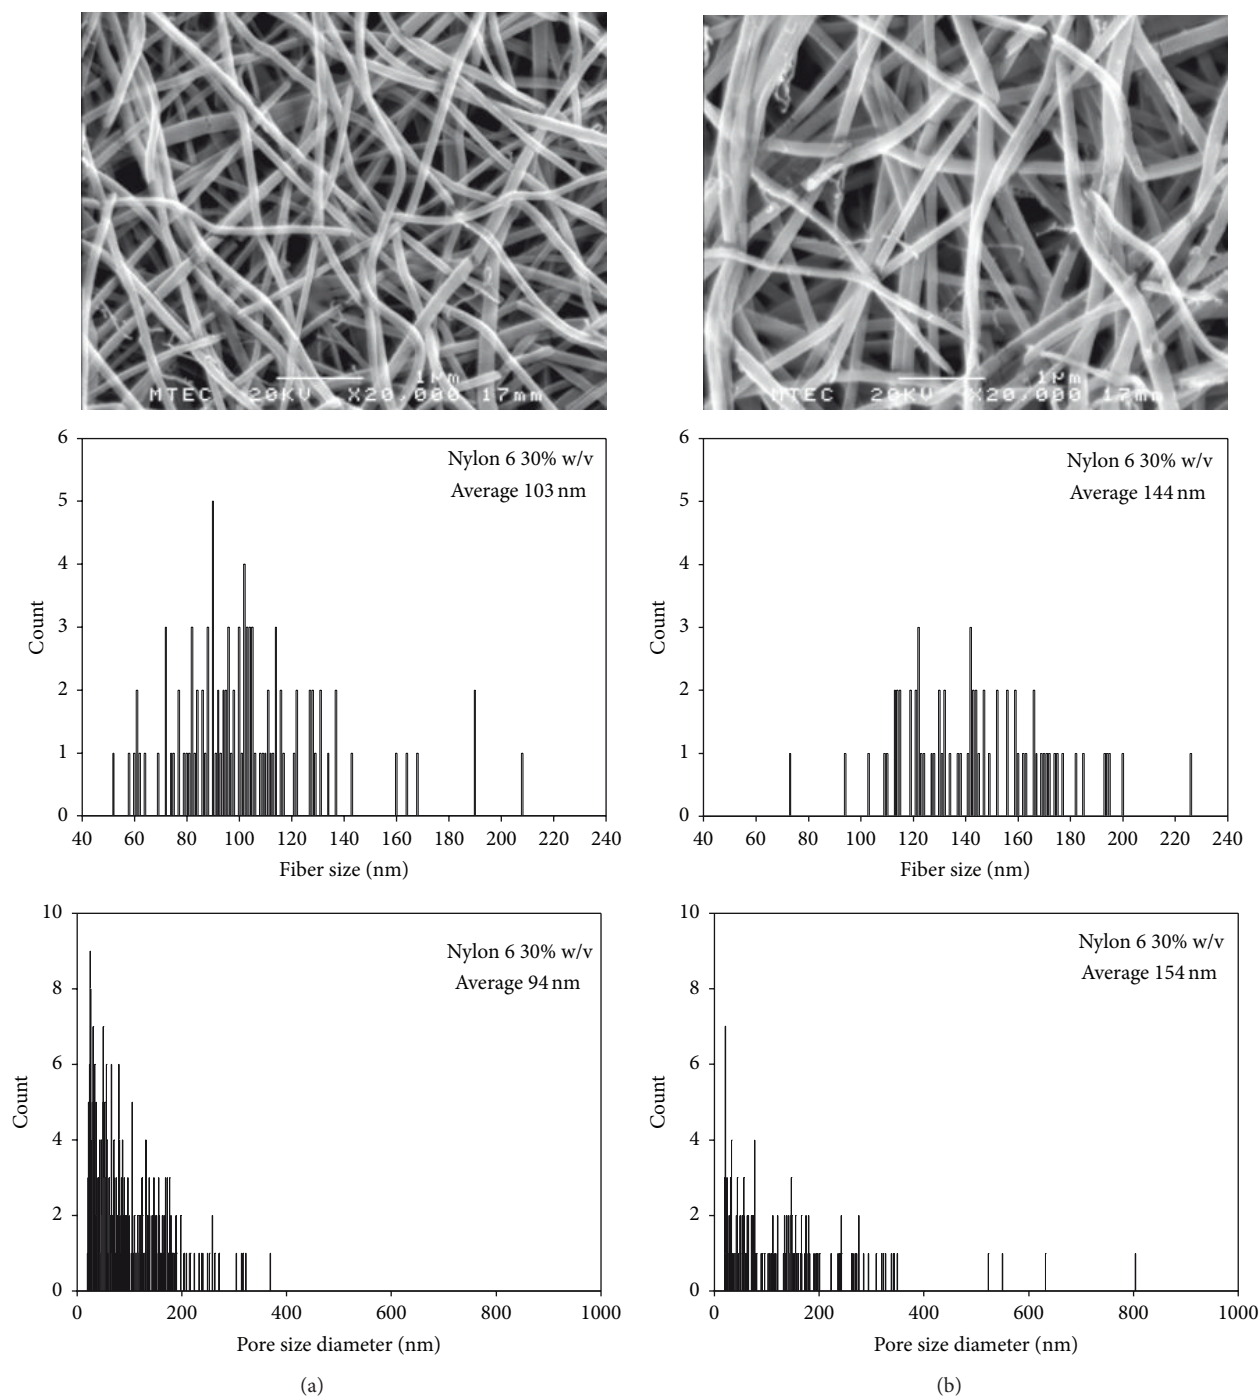 MTEC 20KV X20,000 17mm
1μm
MTEC 20KV X20,000 17mm
1μm
6
5
4
3
2
1
0
Count
40 60 80 100 120 140 160 180 200 220 240
Fiber size (nm)
Nylon 6 30% w/v
Average 103 nm
6
5
4
3
2
1
0
Count
40 60 80 100 120 140 160 180 200 220 240
Fiber size (nm)
Nylon 6 30% w/v
Average 144 nm
10
8
6
4
2
0
Count
0 200 400 600 800 1000
Pore size diameter (nm)
Nylon 6 30% w/v
Average 94 nm
10
8
6
4
2
0
Count
0 200 400 600 800 1000
Pore size diameter (nm)
Nylon 6 30% w/v
Average 154 nm
(a)
(b)